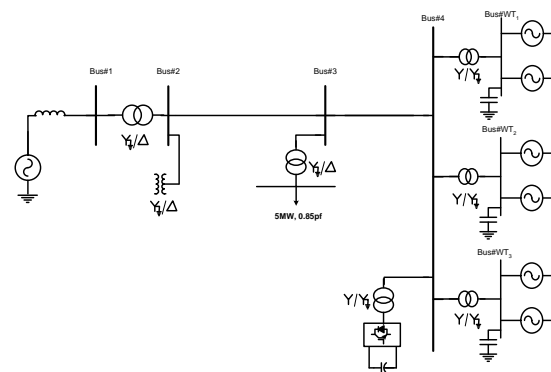 Bus#1
Bus#2
Bus#3
Bus#4
Bus#WT₁
Y/Δ
Y/Δ
Y/Δ
5MW, 0.85pf
Y/Y
Bus#WT₂
Y/Y
Bus#WT₃
Y/Y
Y/Y